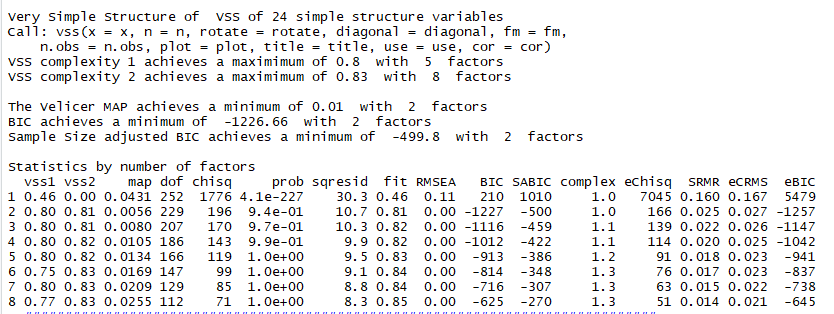 Very Simple Structure of  VSS of 24 simple structure variables
Call: vss(x = x, n = n, rotate = rotate, diagonal = diagonal, fm = fm,
    n.obs = n.obs, plot = plot, title = title, use = use, cor = cor)
VSS complexity 1 achieves a maximimum of 0.8  with  5  factors
VSS complexity 2 achieves a maximimum of 0.83  with  8  factors

The Velicer MAP achieves a minimum of 0.01  with  2  factors
BIC achieves a minimum of  -1226.66  with  2  factors
Sample Size adjusted BIC achieves a minimum of  -499.8  with  2  factors

Statistics by number of factors
  vss1 vss2    map dof chisq     prob sqresid  fit RMSEA   BIC SABIC complex eChisq  SRMR eCRMS  eBIC
1 0.46 0.00 0.0431 252  1776 4.1e-227    30.3 0.46  0.11   210  1010     1.0   7045 0.160 0.167  5479
2 0.80 0.81 0.0056 229   196  9.4e-01    10.7 0.81  0.00 -1227  -500     1.0    166 0.025 0.027 -1257
3 0.80 0.81 0.0080 207   170  9.7e-01    10.3 0.82  0.00 -1116  -459     1.1    139 0.022 0.026 -1147
4 0.80 0.82 0.0105 186   143  9.9e-01     9.9 0.82  0.00 -1012  -422     1.1    114 0.020 0.025 -1042
5 0.80 0.82 0.0134 166   119  1.0e+00     9.5 0.83  0.00  -913  -386     1.2     91 0.018 0.023  -941
6 0.75 0.83 0.0169 147    99  1.0e+00     9.1 0.84  0.00  -814  -348     1.3     76 0.017 0.023  -837
7 0.80 0.83 0.0209 129    85  1.0e+00     8.8 0.84  0.00  -716  -307     1.3     63 0.015 0.022  -738
8 0.77 0.83 0.0255 112    71  1.0e+00     8.3 0.85  0.00  -625  -270     1.3     51 0.014 0.021  -645